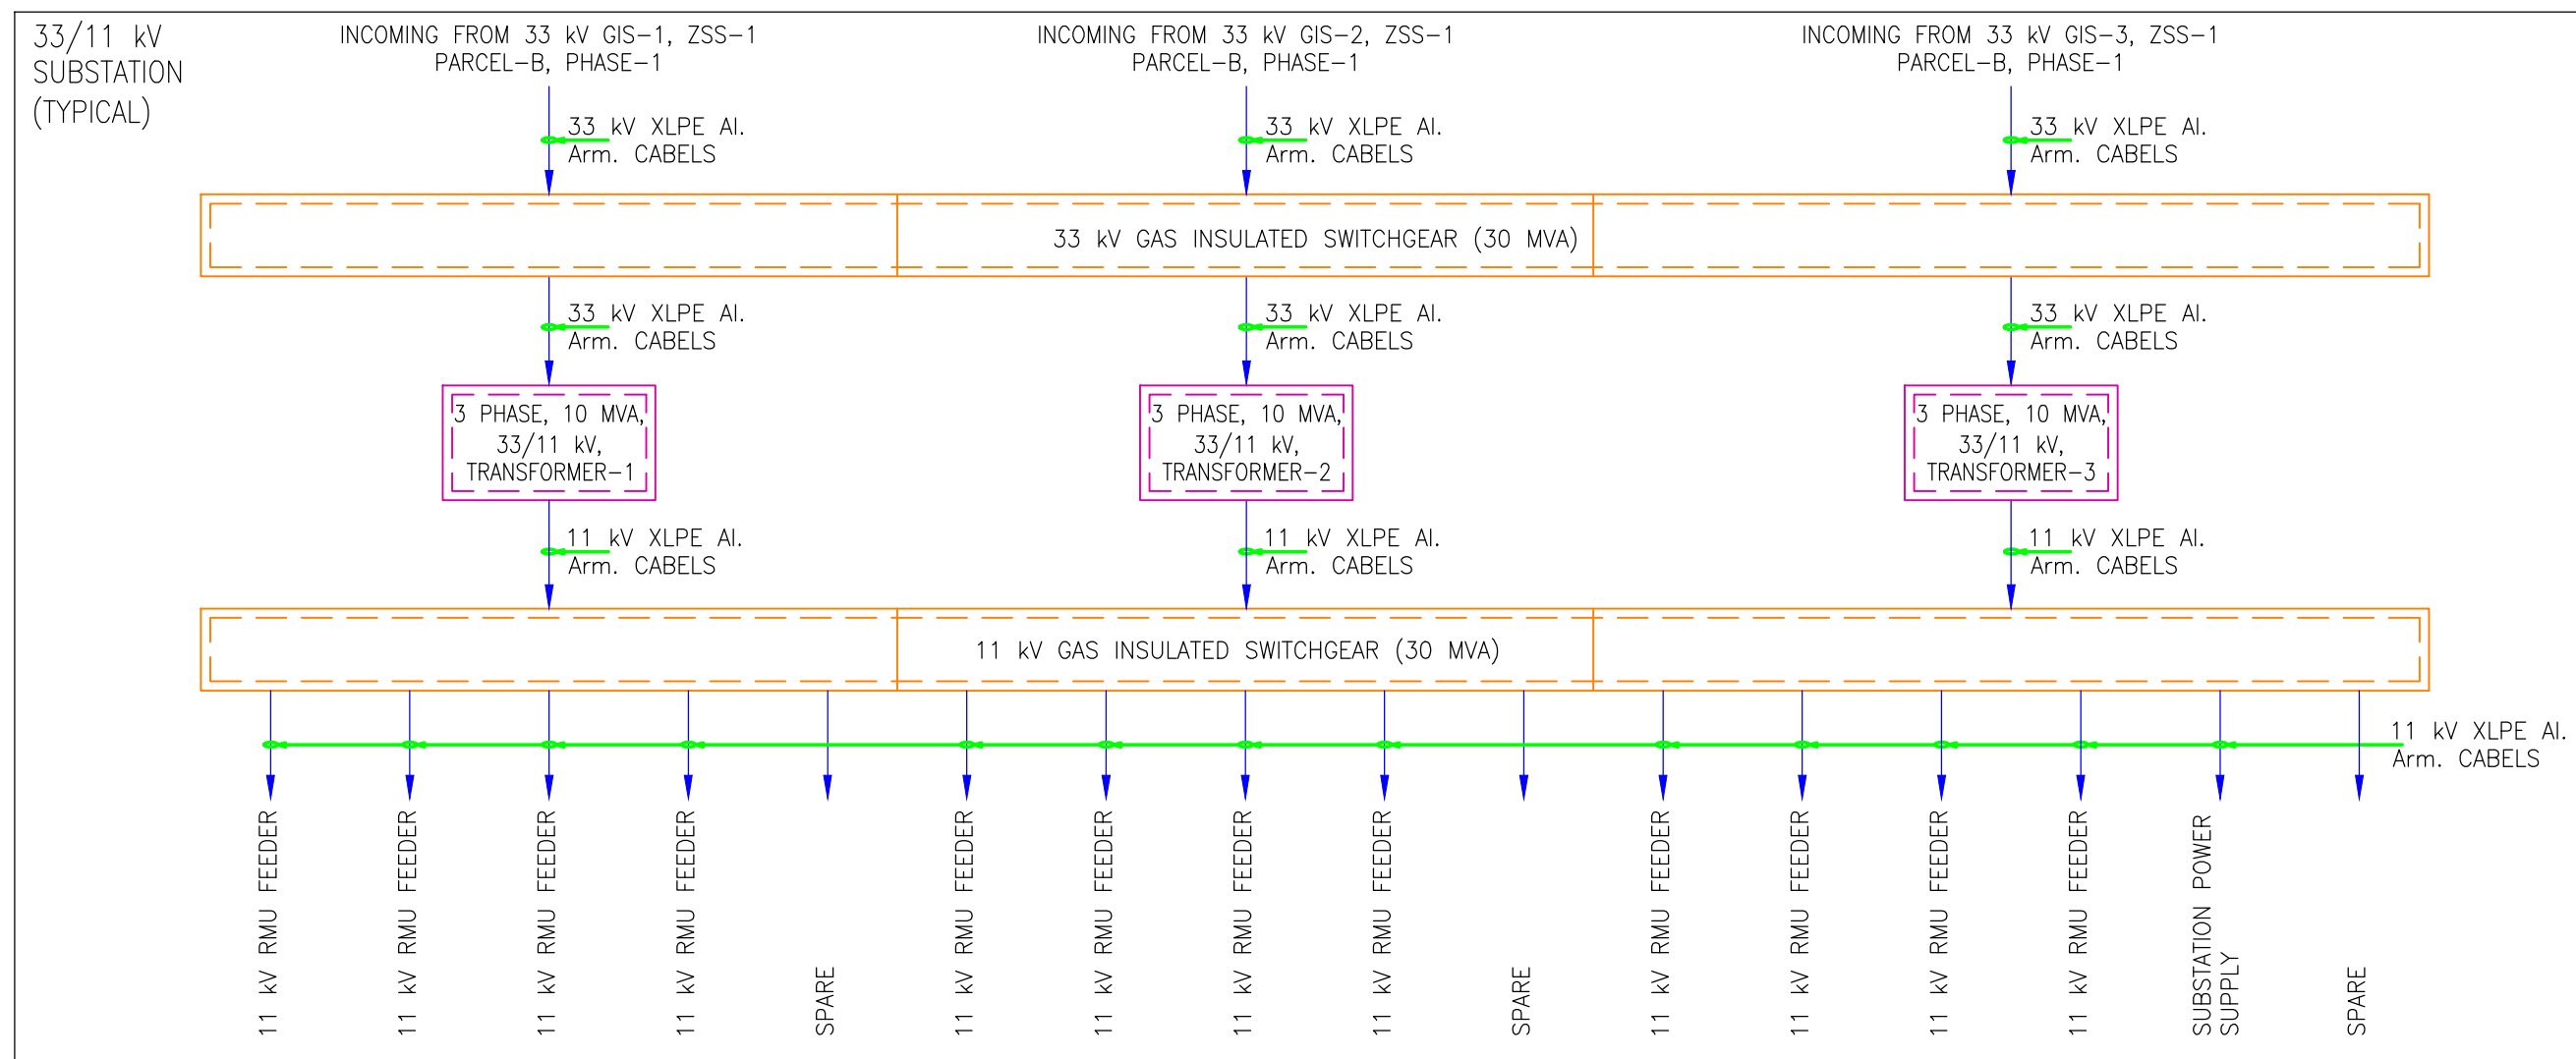 33/11 kV
SUBSTATION
(TYPICAL)
INCOMING FROM 33 kV GIS-1, ZSS-1
PARCEL-B, PHASE-1
INCOMING FROM 33 kV GIS-2, ZSS-1
PARCEL-B, PHASE-1
INCOMING FROM 33 kV GIS-3, ZSS-1
PARCEL-B, PHASE-1
33 kV XLPE Al.
Arm. CABELS
33 kV XLPE Al.
Arm. CABELS
33 kV XLPE Al.
Arm. CABELS
33 kV GAS INSULATED SWITCHGEAR (30 MVA)
33 kV XLPE Al.
Arm. CABELS
33 kV XLPE Al.
Arm. CABELS
33 kV XLPE Al.
Arm. CABELS
3 PHASE, 10 MVA,
33/11 kV,
TRANSFORMER-1
3 PHASE, 10 MVA,
33/11 kV,
TRANSFORMER-2
3 PHASE, 10 MVA,
33/11 kV,
TRANSFORMER-3
11 kV XLPE Al.
Arm. CABELS
11 kV XLPE Al.
Arm. CABELS
11 kV XLPE Al.
Arm. CABELS
11 kV GAS INSULATED SWITCHGEAR (30 MVA)
11 kV XLPE Al.
Arm. CABELS
11 kV RMU FEEDER
11 kV RMU FEEDER
11 kV RMU FEEDER
11 kV RMU FEEDER
SPARE
11 kV RMU FEEDER
11 kV RMU FEEDER
11 kV RMU FEEDER
11 kV RMU FEEDER
SPARE
11 kV RMU FEEDER
11 kV RMU FEEDER
11 kV RMU FEEDER
11 kV RMU FEEDER
SUBSTATION POWER
SUPPLY
SPARE